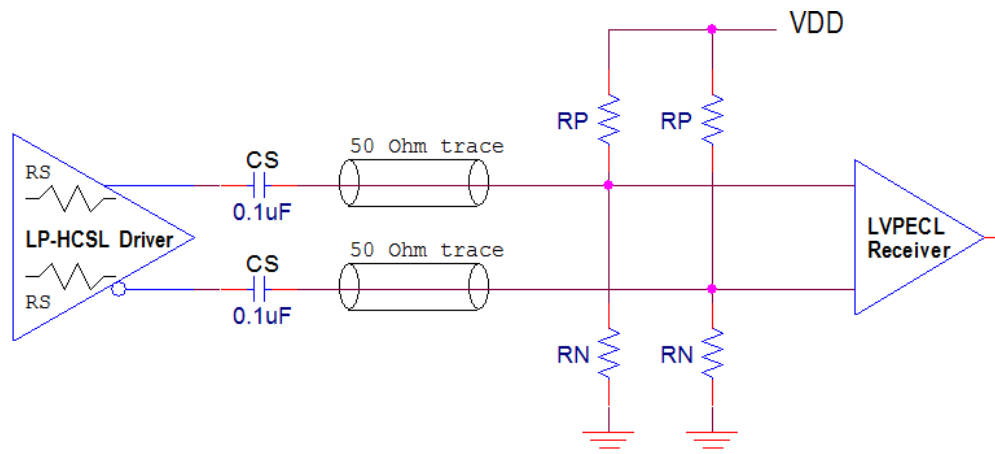 VDD
RP
RP
50 Ohm trace
CS
RS
0.1uF
LP-HCSL Driver
LVPECL
Receiver
50 Ohm trace
CS
RS
0.1uF
RN
RN